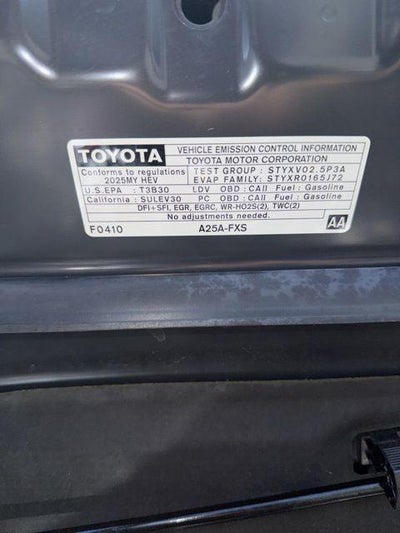 TOYOTA VEHICLE EMISSION CONTROL INFORMATION
TOYOTA MOTOR CORPORATION
Conforms to regulations TEST GROUP : STYXV02.5P3A
2025MY HEV EVAP FAMILY: STYXR0165J72
U.S.EPA : T3B30 LDV OBD : CAII Fuel : Gasoline
California : SULEV30 PC OBD : CAII Fuel : Gasoline
DFI+SFI, EGR, EGRC, WR-HO2S(2), TWC(2)
No adjustments needed.
F0410 A25A-FXS AA